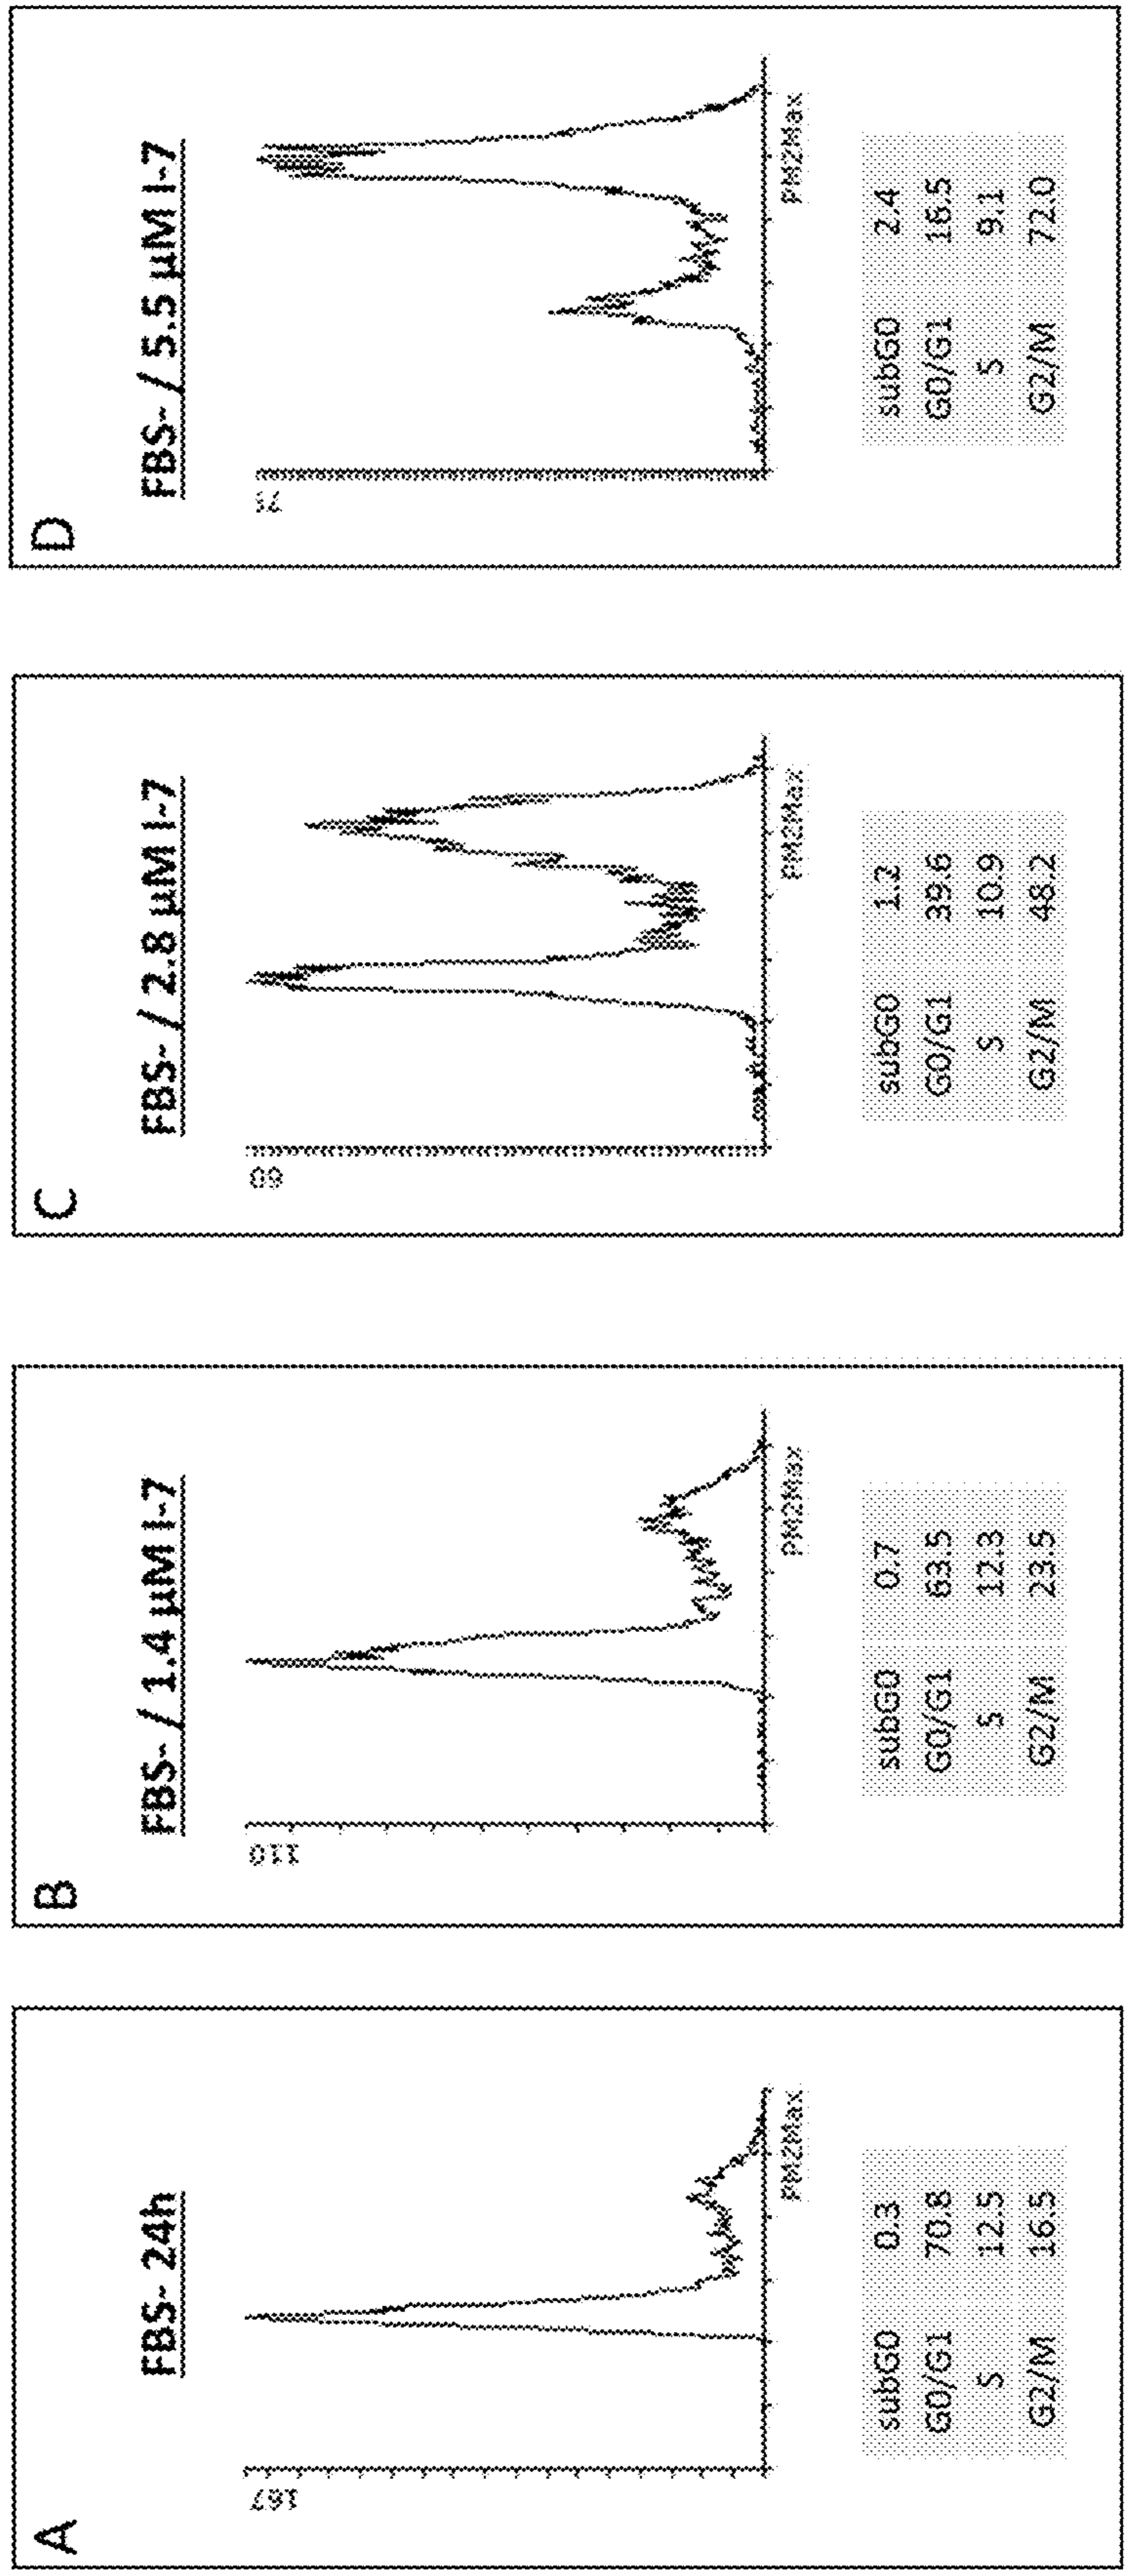 A
FBS- 24h
167
PM2Max
subG0 0.3
G0/G1 70.8
S 12.5
G2/M 16.5
B
FBS- / 1.4 µM I-7
110
PM2Max
subG0 0.7
G0/G1 63.5
S 12.3
G2/M 23.5
C
FBS- / 2.8 µM I-7
60
PM2Max
subG0 1.2
G0/G1 39.6
S 10.9
G2/M 48.2
D
FBS- / 5.5 µM I-7
PM2Max
subG0 2.4
G0/G1 16.5
S 9.1
G2/M 72.0